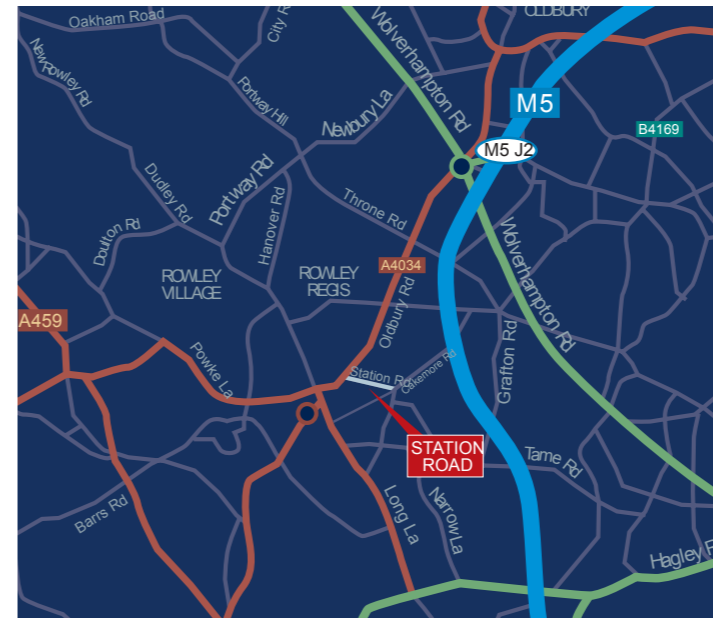 Oakham Road
City R
OLDBURY
New Rowley Rd
Wolverhampton Rd
Portway Hill
Newbury La
M5
B4169
M5 J2
Dudley Rd
Portway Rd
Throne Rd
Hanover Rd
Doulton Rd
Wolverhampton Rd
A4034
ROWLEY
VILLAGE
ROWLEY
REGIS
Oldbury Rd
A459
Grafton Rd
Powke La
Station Rd
Oakemore Rd
STATION
ROAD
Tame Rd
Long La
Narrow La
Barrs Rd
Hagley R